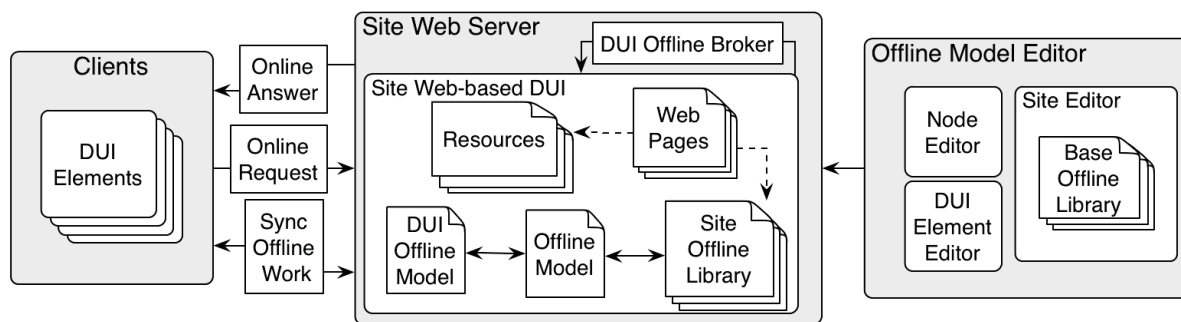 Clients
DUI
Elements
Online
Answer
Online
Request
Sync
Offline
Work
Site Web Server
DUI Offline Broker
Site Web-based DUI
Resources
Web
Pages
DUI
Offline
Model
Offline
Model
Site
Offline
Library
Offline Model Editor
Node
Editor
DUI
Element
Editor
Site Editor
Base
Offline
Library